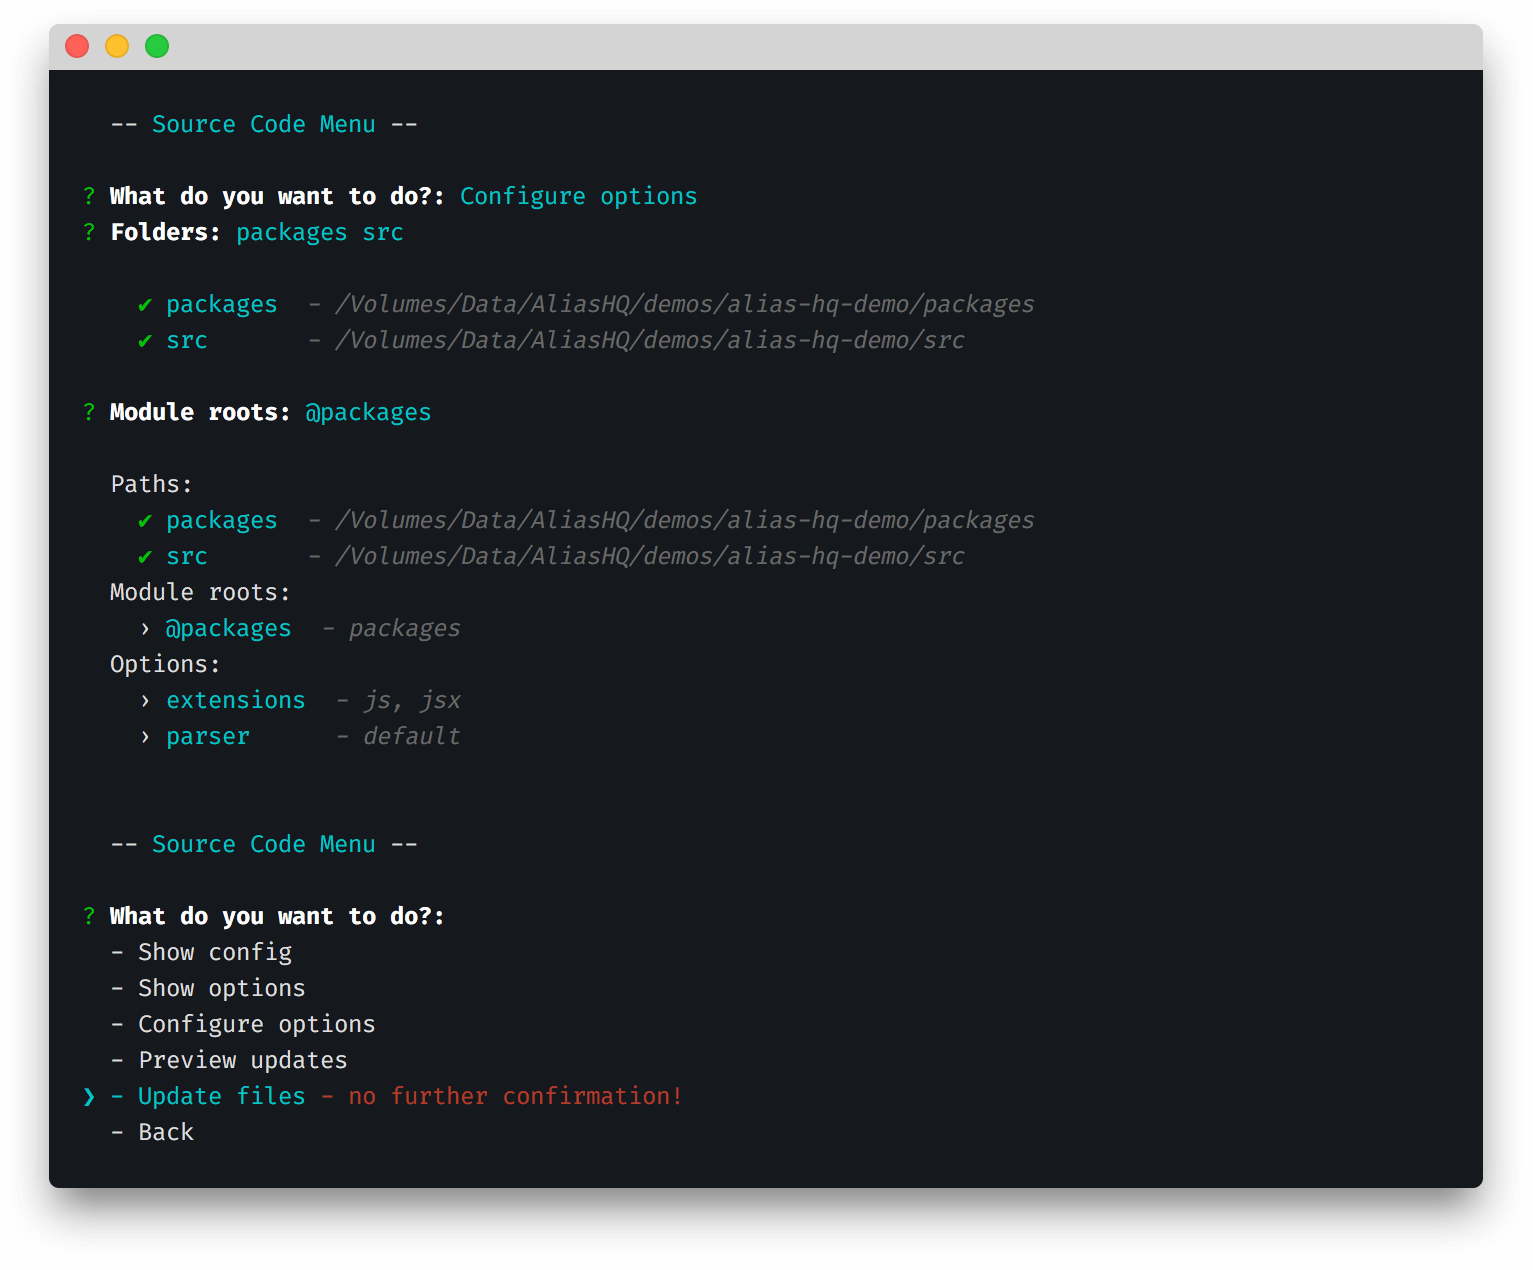 -- Source Code Menu --
? What do you want to do?: Configure options
? Folders: packages src
✔ packages - /Volumes/Data/AliasHQ/demos/alias-hq-demo/packages
✔ src - /Volumes/Data/AliasHQ/demos/alias-hq-demo/src
? Module roots: @packages
Paths:
✔ packages - /Volumes/Data/AliasHQ/demos/alias-hq-demo/packages
✔ src - /Volumes/Data/AliasHQ/demos/alias-hq-demo/src
Module roots:
› @packages - packages
Options:
› extensions - js, jsx
› parser - default
-- Source Code Menu --
? What do you want to do?:
- Show config
- Show options
- Configure options
- Preview updates
❯ - Update files - no further confirmation!
- Back